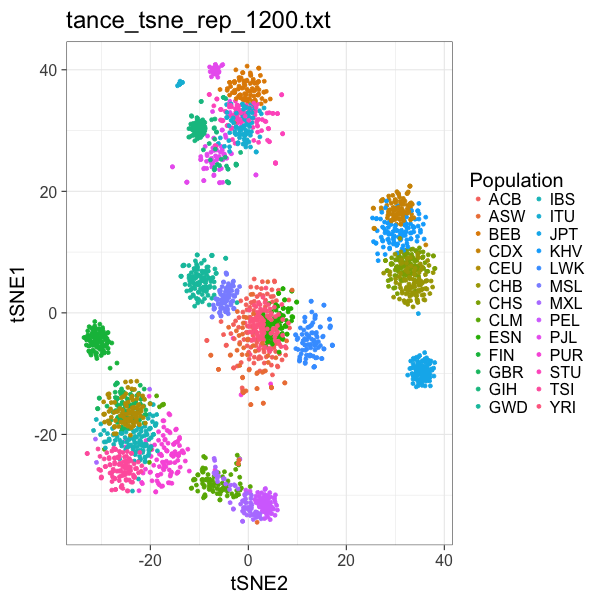 tance_tsne_rep_1200.txt
40
20
0
-20
tSNE1
-20
0
20
40
tSNE2
Population
ACB IBS
ASW ITU
BEB JPT
CDX KHV
CEU LWK
CHB MSL
CHS MXL
CLM PEL
ESN PJL
FIN PUR
GBR STU
GIH TSI
GWD YRI